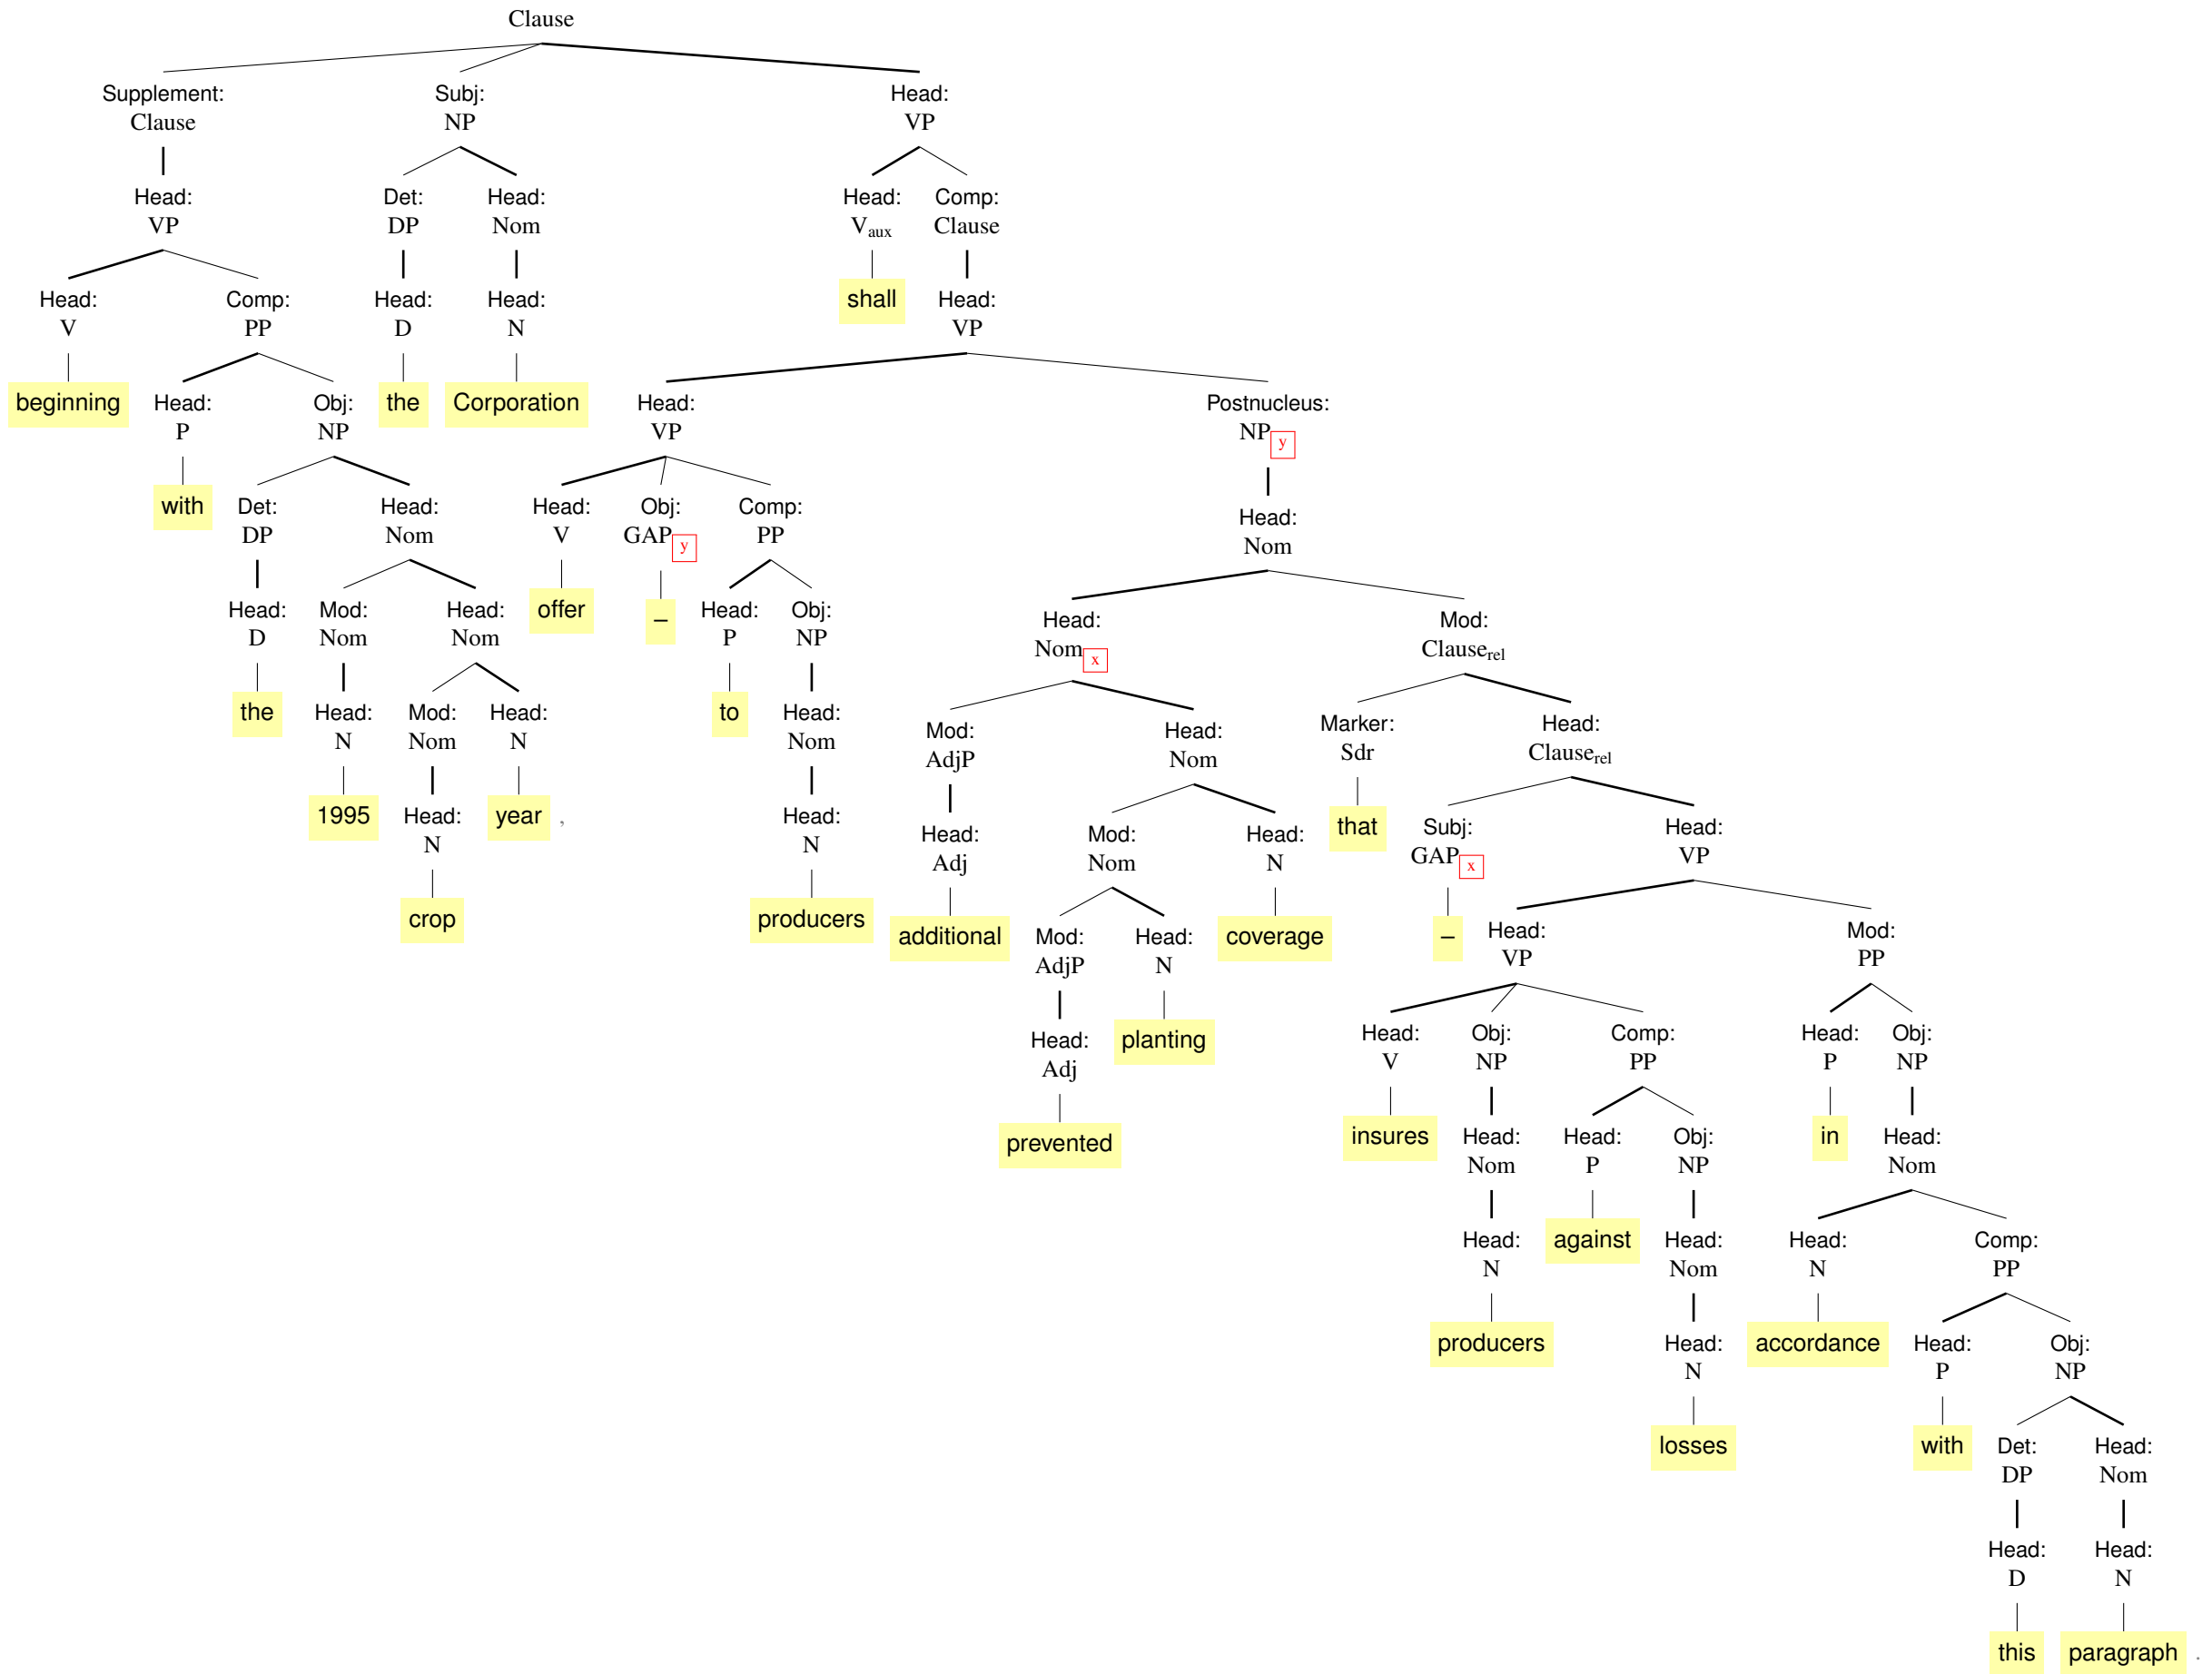 Clause
Supplement: Subj: Head:
Clause NP VP
Head: Det: Head: Head: Comp:
VP DP Nom Vaux Clause
Head: Comp: Head: Head: shall Head:
V PP D N VP
beginning Head: Obj: the Corporation Head: Postnucleus:
P NP VP NP y
with Det: Head: Head: Obj: Comp: Head:
DP Nom V GAP y PP Nom
Head: Mod: Head: offer – Head: Obj: Head: Mod:
D Nom Nom P NP Nom x Clauserel
the Head: Mod: Head: to Head: Mod: Head: Marker: Head:
N Nom N Nom AdjP Nom Sdr Clauserel
1995 Head: year , Head: Head: Mod: Head: that Subj: Head:
N N Adj Nom N GAP x VP
crop producers additional Mod: Head: coverage – Head: Mod:
AdjP N VP PP
Head: planting Head: Obj: Comp: Head: Obj:
Adj V NP PP P NP
prevented insures Head: Head: Obj: in Head:
Nom P NP Nom
Head: against Head: Head: Comp:
N Nom N PP
producers Head: accordance Head: Obj:
N P NP
losses with Det: Head:
DP Nom
Head: Head:
D N
this paragraph .